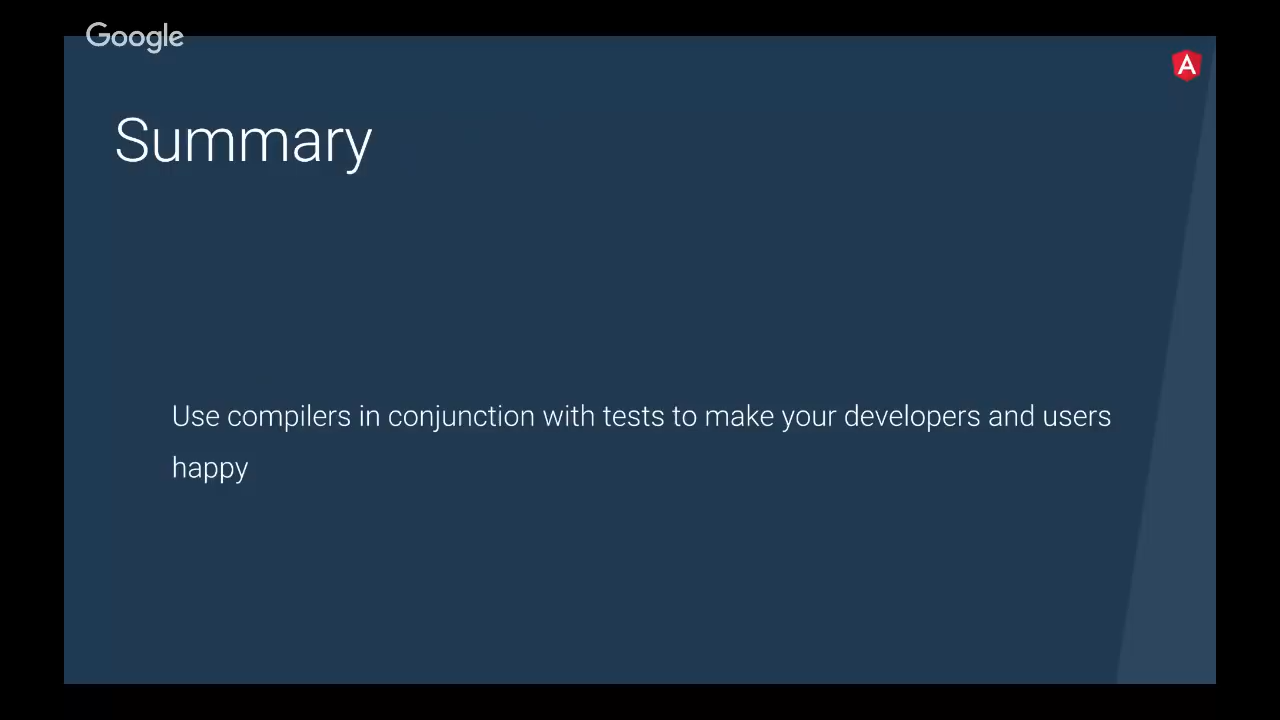 Google
A
Summary
Use compilers in conjunction with tests to make your developers and users
happy